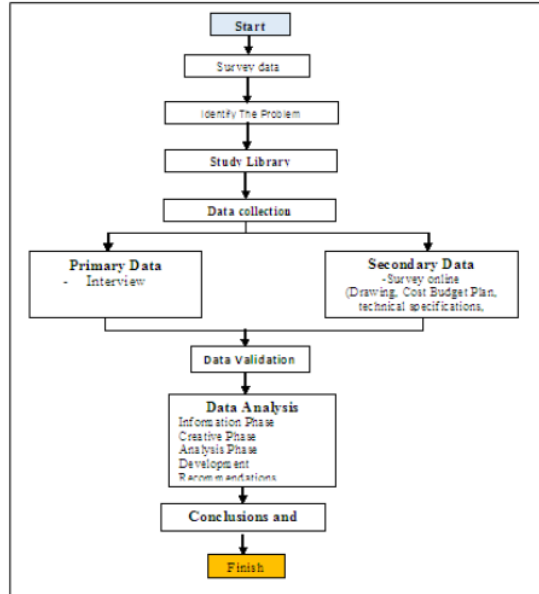 Start
Survey data
Identify The Problem
Study Library
Data collection
Primary Data
- Interview
Secondary Data
-Survey online
(Drawing, Cost Budget Plan,
technical specifications,
Data Validation
Data Analysis
Information Phase
Creative Phase
Analysis Phase
Development
Recommendations
Conclusions and
Finish